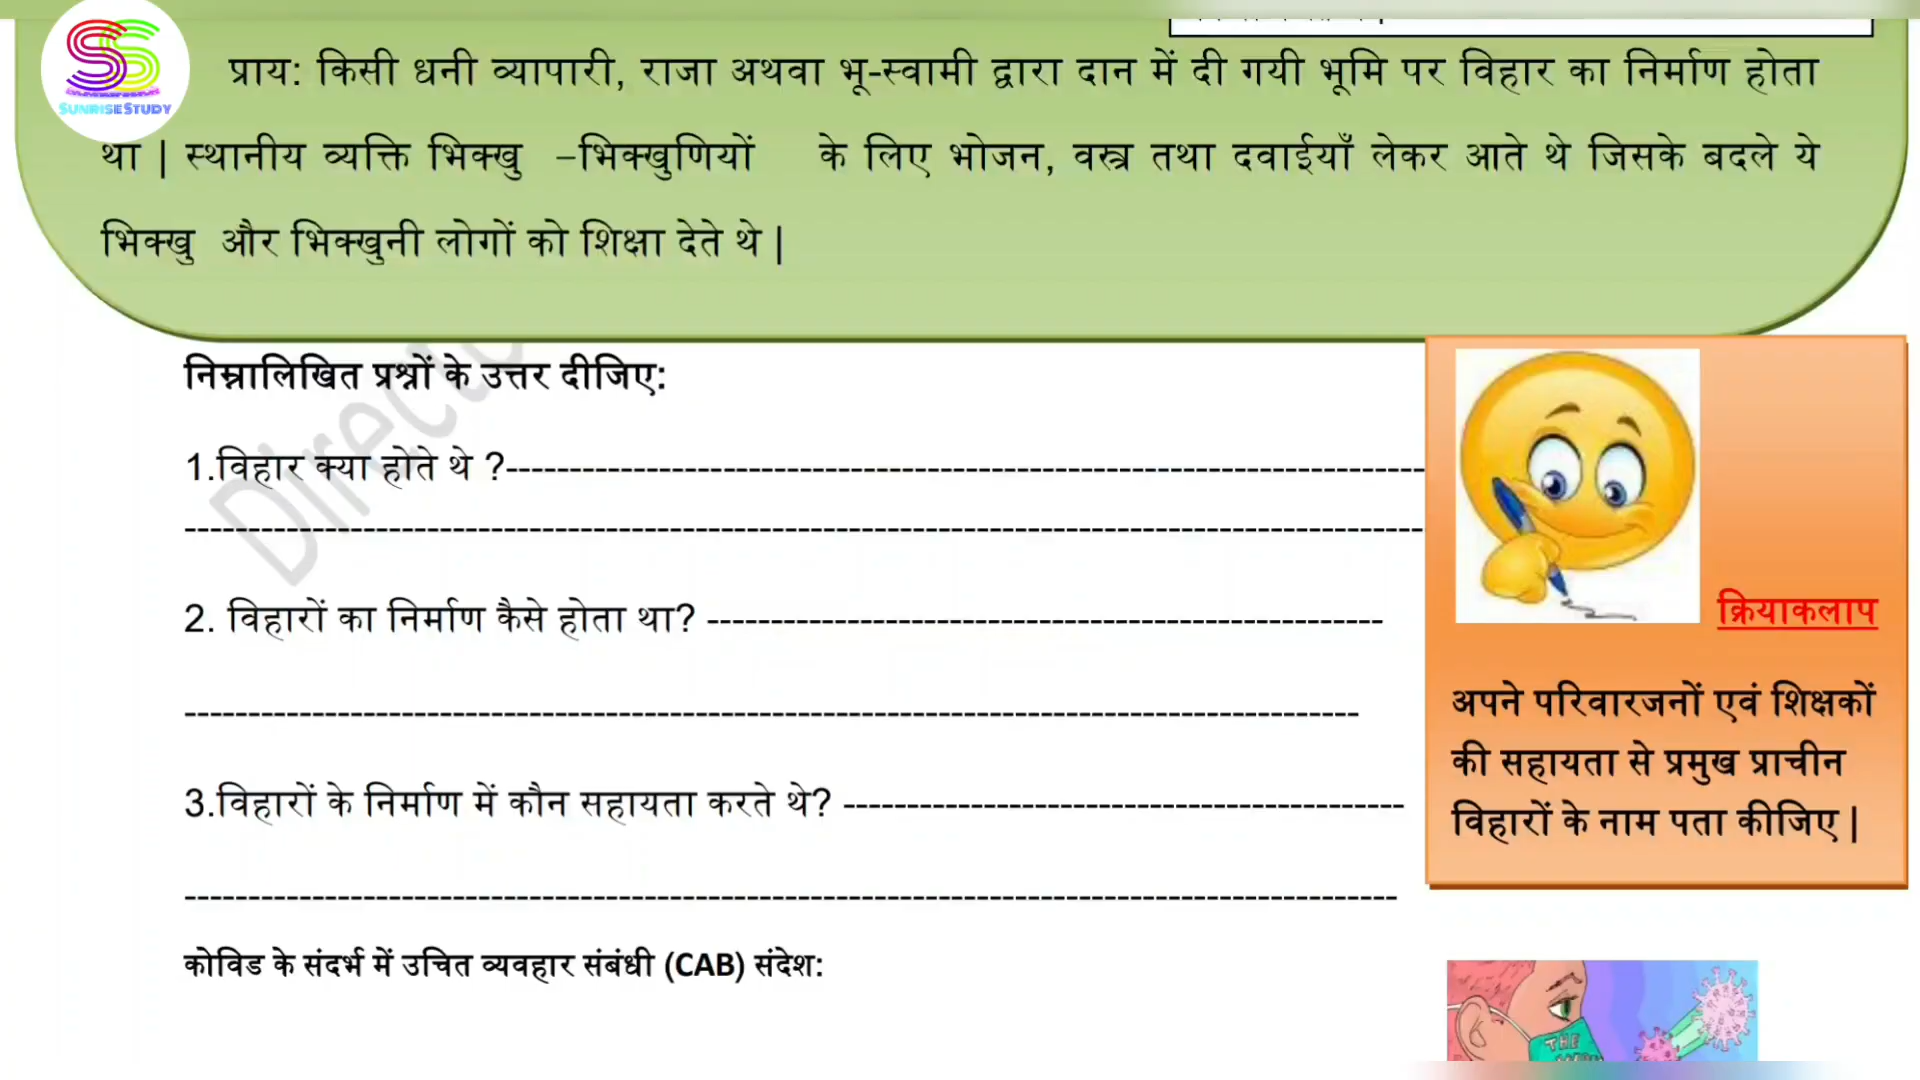 SUNRISESTUDY
प्राय: किसी धनी व्यापारी, राजा अथवा भू-स्वामी द्वारा दान में दी गयी भूमि पर विहार का निर्माण होता
था | स्थानीय व्यक्ति भिक्खु –भिक्खुणियों के लिए भोजन, वस्त्र तथा दवाईयाँ लेकर आते थे जिसके बदले ये
भिक्खु और भिक्खुनी लोगों को शिक्षा देते थे |
निम्नालिखित प्रश्नों के उत्तर दीजिए:
1.विहार क्या होते थे ?------------------------------------------------------------------------
------------------------------------------------------------------------------------------------
2. विहारों का निर्माण कैसे होता था? -----------------------------------------------------
--------------------------------------------------------------------------------------------
3.विहारों के निर्माण में कौन सहायता करते थे? --------------------------------------------
-----------------------------------------------------------------------------------------------
कोविड के संदर्भ में उचित व्यवहार संबंधी (CAB) संदेश:
क्रियाकलाप
अपने परिवारजनों एवं शिक्षकों
की सहायता से प्रमुख प्राचीन
विहारों के नाम पता कीजिए |
THE